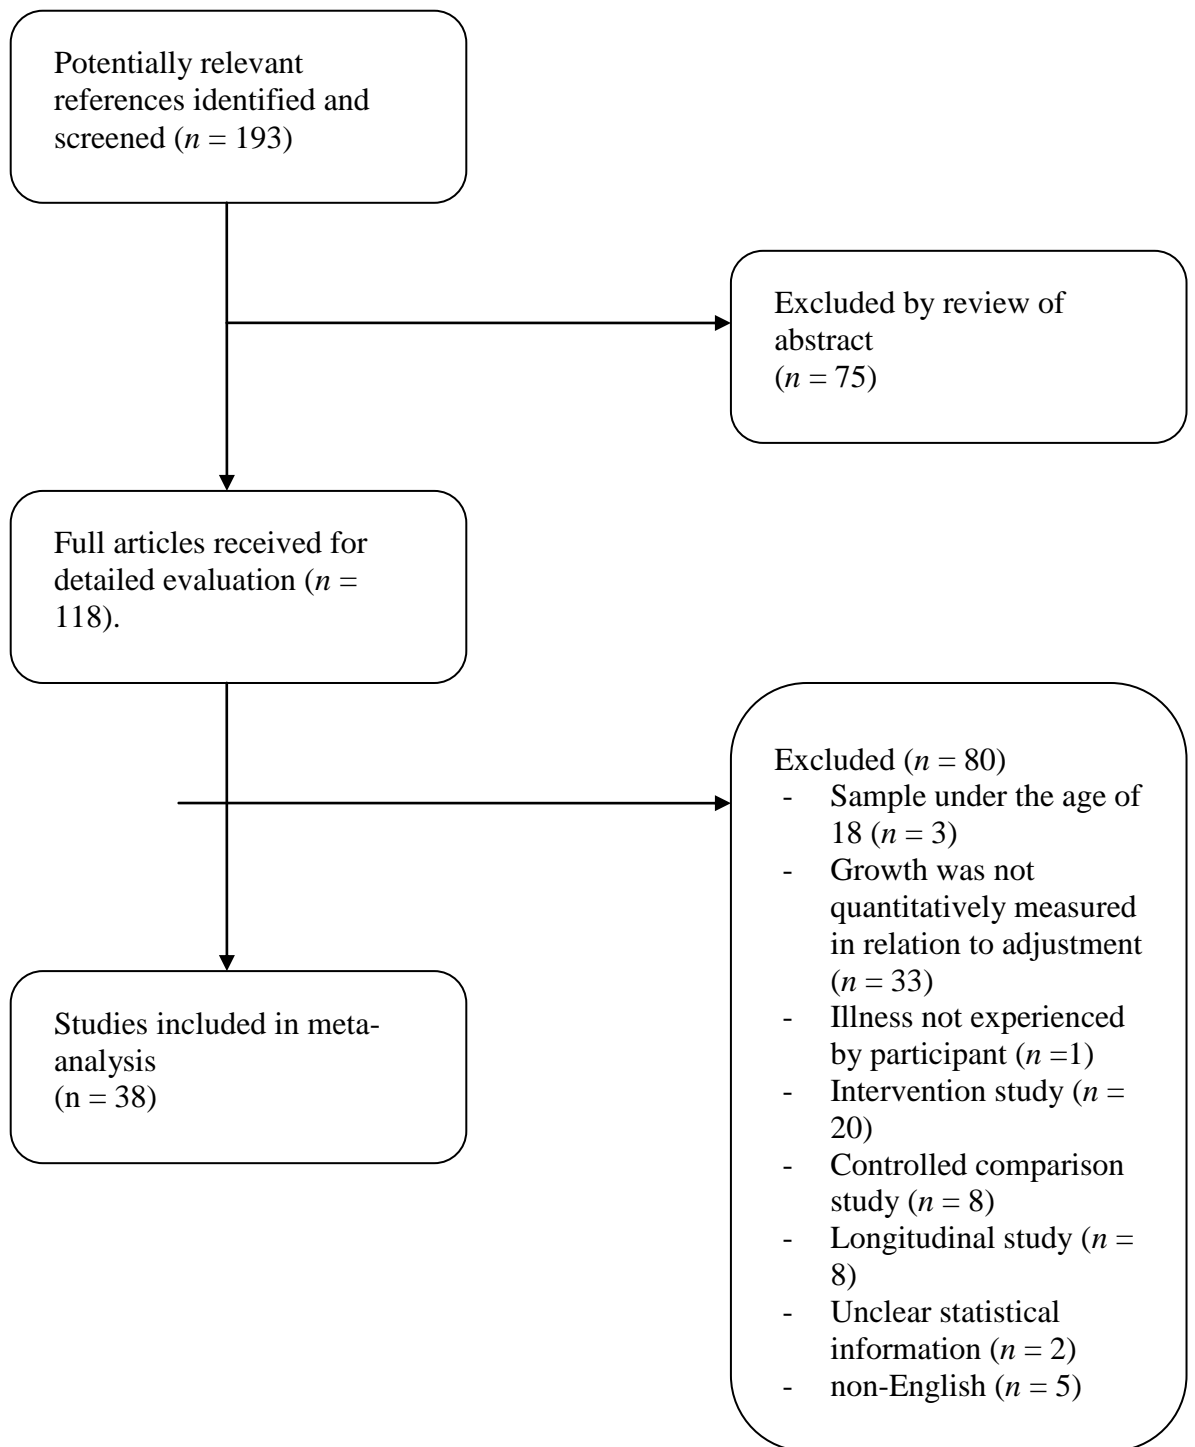 Potentially relevant
references identified and
screened (n = 193)
Excluded by review of
abstract
(n = 75)
Full articles received for
detailed evaluation (n =
118).
Excluded (n = 80)
- Sample under the age of
18 (n = 3)
- Growth was not
quantitatively measured
in relation to adjustment
(n = 33)
- Illness not experienced
by participant (n =1)
- Intervention study (n =
20)
- Controlled comparison
study (n = 8)
- Longitudinal study (n =
8)
- Unclear statistical
information (n = 2)
- non-English (n = 5)
Studies included in meta-
analysis
(n = 38)